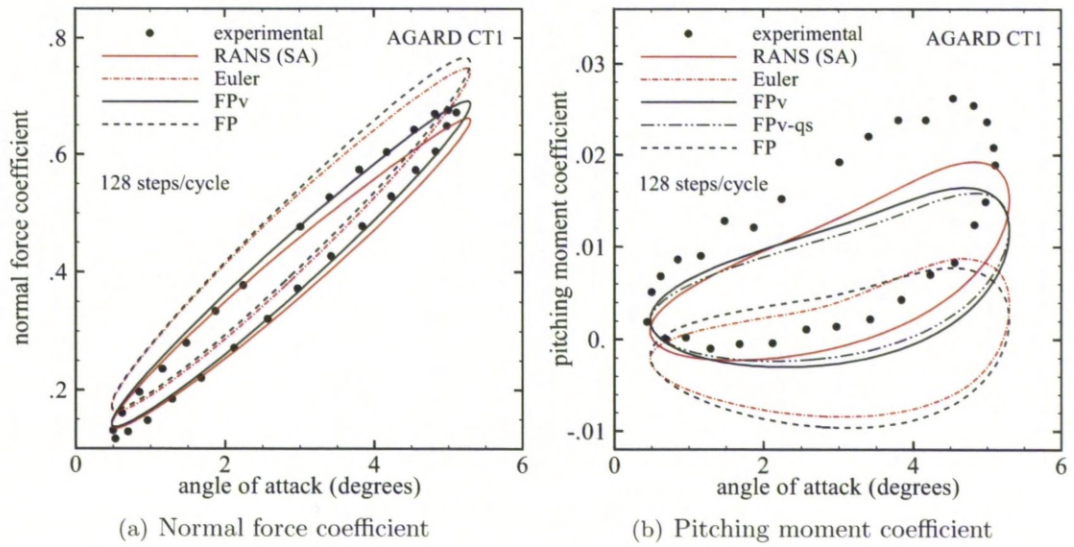 .8
.6
.4
.2
0
2
4
6
normal force coefficient
angle of attack (degrees)
experimental
RANS (SA)
Euler
FPv
FP
AGARD CT1
128 steps/cycle
(a) Normal force coefficient
.03
.02
.01
0.
-.01
0
2
4
6
pitching moment coefficient
angle of attack (degrees)
experimental
RANS (SA)
Euler
FPv
FPv-qs
FP
AGARD CT1
128 steps/cycle
(b) Pitching moment coefficient